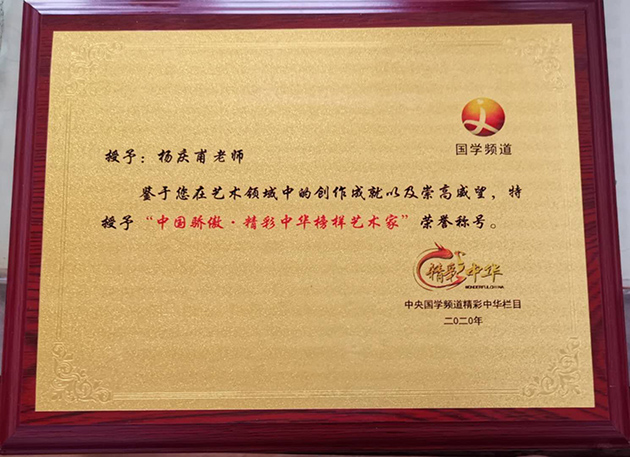 国学频道
授予：杨庆甫老师
鉴于您在艺术领域中的创作成就以及崇高威望，特
授予“中国骄傲·精彩中华榜样艺术家”荣誉称号。
精彩中华
WONDERFUL CHINA
中央国学频道精彩中华栏目
二〇二〇年